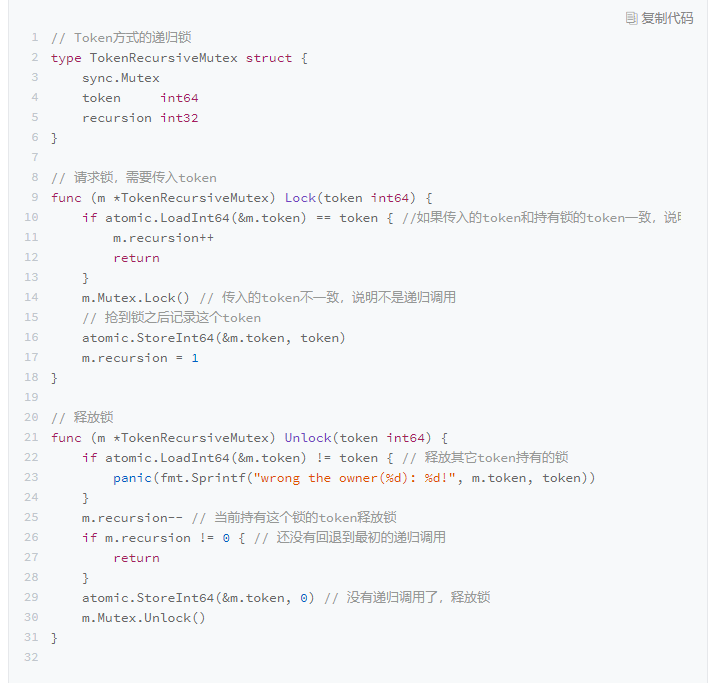 复制代码
1 // Token方式的递归锁
2 type TokenRecursiveMutex struct {
3     sync.Mutex
4     token     int64
5     recursion int32
6 }
7
8 // 请求锁，需要传入token
9 func (m *TokenRecursiveMutex) Lock(token int64) {
10     if atomic.LoadInt64(&m.token) == token { //如果传入的token和持有锁的token一致，说
11         m.recursion++
12         return
13     }
14     m.Mutex.Lock() // 传入的token不一致，说明不是递归调用
15     // 抢到锁之后记录这个token
16     atomic.StoreInt64(&m.token, token)
17     m.recursion = 1
18 }
19
20 // 释放锁
21 func (m *TokenRecursiveMutex) Unlock(token int64) {
22     if atomic.LoadInt64(&m.token) != token { // 释放其它token持有的锁
23         panic(fmt.Sprintf("wrong the owner(%d): %d!", m.token, token))
24     }
25     m.recursion-- // 当前持有这个锁的token释放锁
26     if m.recursion != 0 { // 还没有回退到最初的递归调用
27         return
28     }
29     atomic.StoreInt64(&m.token, 0) // 没有递归调用了，释放锁
30     m.Mutex.Unlock()
31 }
32